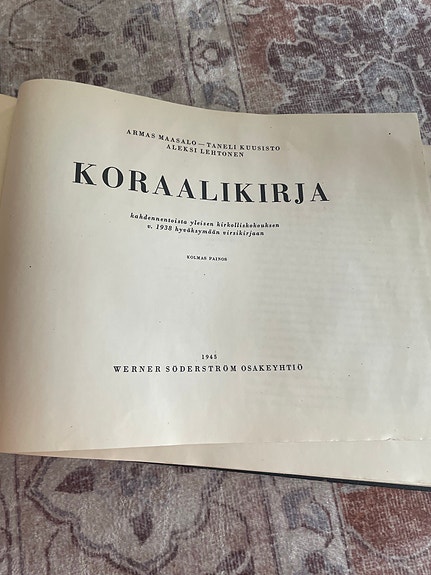 ARMAS MAASALO — TANELI KUUSISTO
ALEKSI LEHTONEN
KORAALIKIRJA
kahdennentoista yleisen kirkolliskokouksen
v. 1938 hyväksymään virsikirjaan
KOLMAS PAINOS
1945
WERNER SÖDERSTRÖM OSAKEYHTIÖ